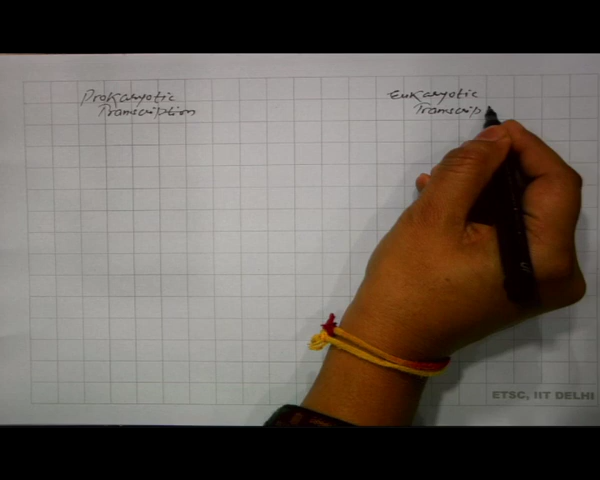 Prokaryotic
Transcription
Eukaryotic
Transcrip
ETSC, IIT DELHI